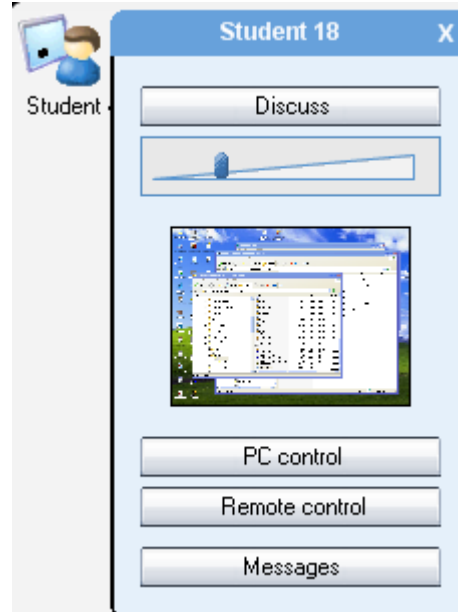 Student 18
X
Student
Discuss
PC control
Remote control
Messages